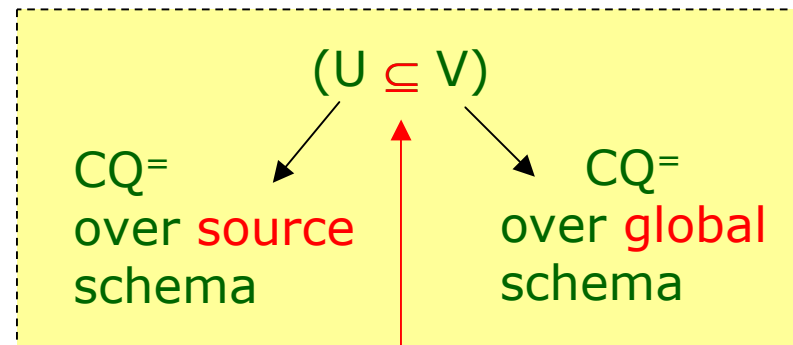 (U ⊆ V)
CQ⁼
over source
schema
CQ⁼
over global
schema